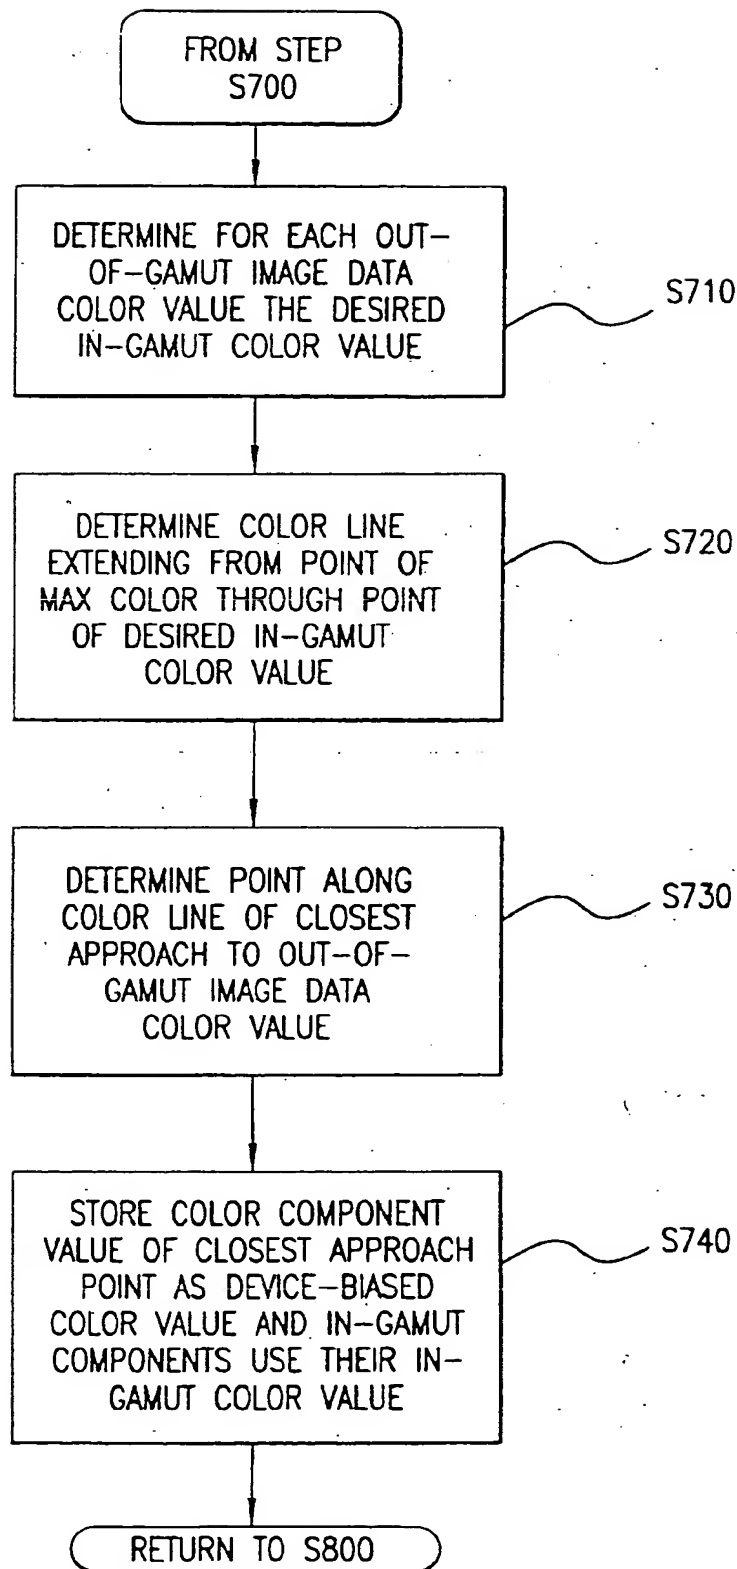 FROM STEP
S700
DETERMINE FOR EACH OUT-
OF-GAMUT IMAGE DATA
COLOR VALUE THE DESIRED
IN-GAMUT COLOR VALUE
S710
DETERMINE COLOR LINE
EXTENDING FROM POINT OF
MAX COLOR THROUGH POINT
OF DESIRED IN-GAMUT
COLOR VALUE
S720
DETERMINE POINT ALONG
COLOR LINE OF CLOSEST
APPROACH TO OUT-OF-
GAMUT IMAGE DATA
COLOR VALUE
S730
STORE COLOR COMPONENT
VALUE OF CLOSEST APPROACH
POINT AS DEVICE-BIASED
COLOR VALUE AND IN-GAMUT
COMPONENTS USE THEIR IN-
GAMUT COLOR VALUE
S740
RETURN TO S800